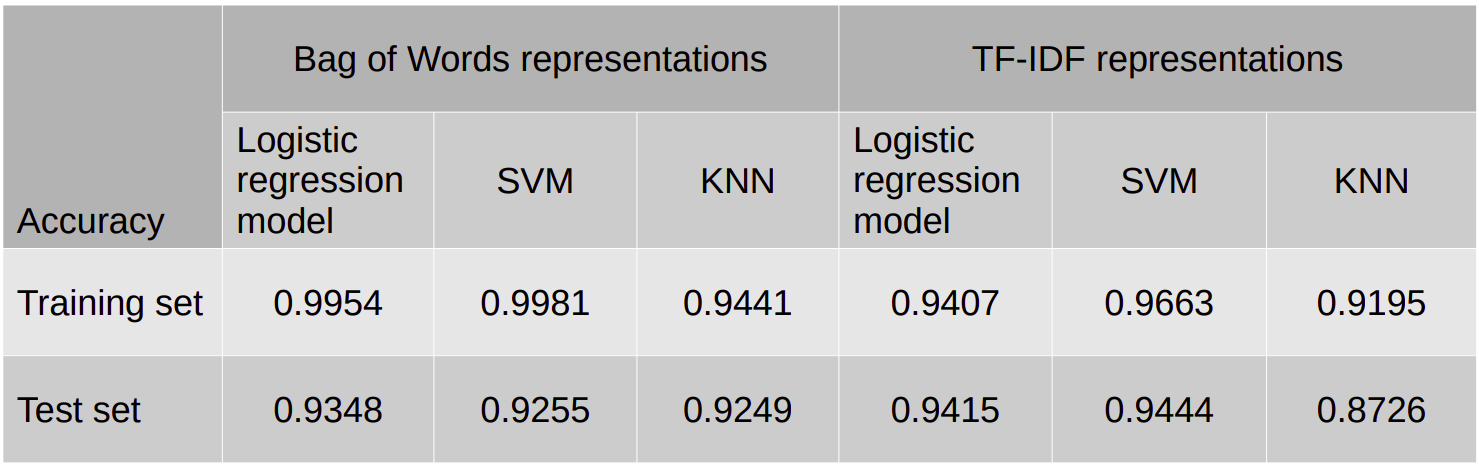 Bag of Words representations TF-IDF representations
Accuracy
Logistic
regression
model
SVM
KNN
Logistic
regression
model
SVM
KNN
Training set 0.9954 0.9981 0.9441 0.9407 0.9663 0.9195
Test set 0.9348 0.9255 0.9249 0.9415 0.9444 0.8726